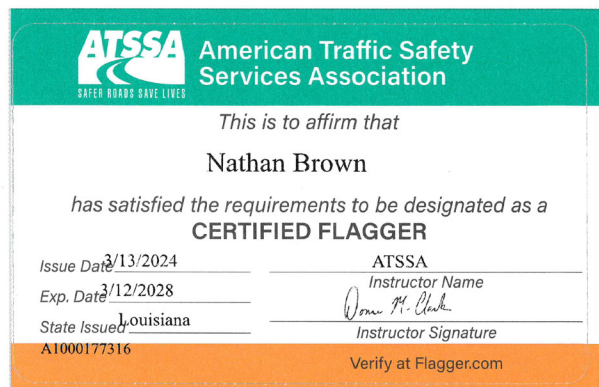 ATSSA
SAFER ROADS SAVE LIVES
American Traffic Safety
Services Association
This is to affirm that
Nathan Brown
has satisfied the requirements to be designated as a
CERTIFIED FLAGGER
Issue Date 3/13/2024
ATSSA
Instructor Name
Exp. Date 3/12/2028
Donna M. Clark
State Issued Louisiana
Instructor Signature
A1000177316
Verify at Flagger.com